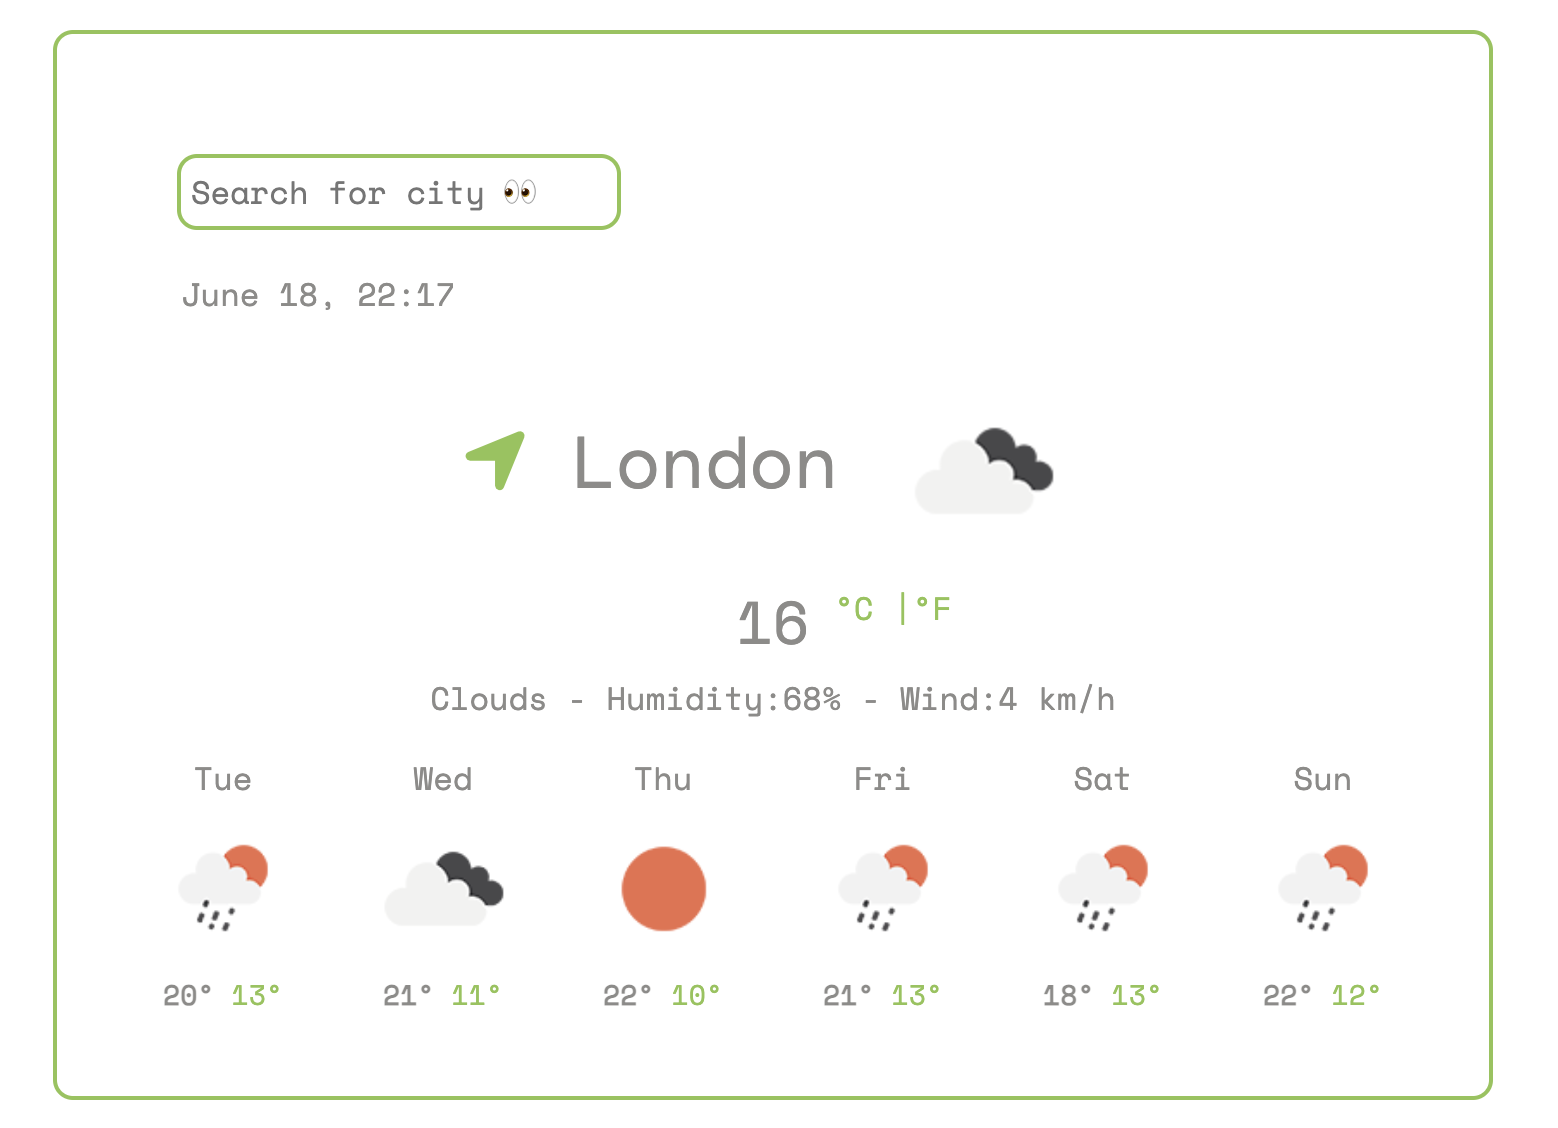 Search for city 👀
June 18, 22:17
London
16 °C |°F
Clouds - Humidity:68% - Wind:4 km/h
Tue Wed Thu Fri Sat Sun
20° 13° 21° 11° 22° 10° 21° 13° 18° 13° 22° 12°